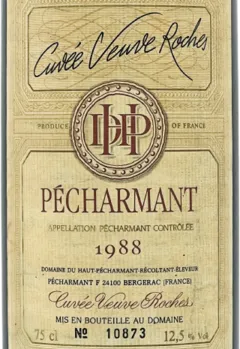 Cuvée Veuve Roches
PRODUCE OF FRANCE
DHP
PÉCHARMANT
APPELLATION PÉCHARMANT CONTRÔLÉE
1988
DOMAINE DU HAUT-PÉCHARMANT-RÉCOLTANT-ÉLEVEUR
PÉCHARMANT F 24100 BERGERAC (FRANCE)
Cuvée Veuve Roches
MIS EN BOUTEILLE AU DOMAINE
75 cl Nº 10873 12,5 % Vol